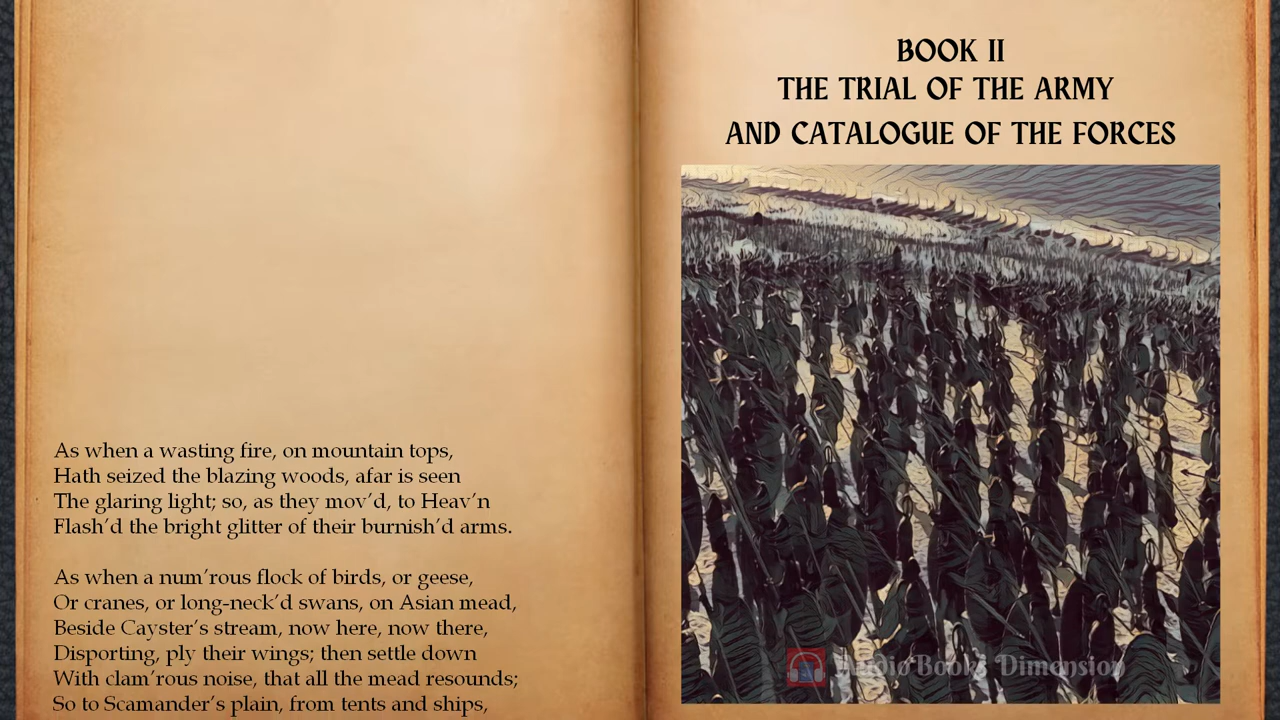 As when a wasting fire, on mountain tops,
Hath seized the blazing woods, afar is seen
The glaring light; so, as they mov’d, to Heav’n
Flash’d the bright glitter of their burnish’d arms.
As when a num’rous flock of birds, or geese,
Or cranes, or long-neck’d swans, on Asian mead,
Beside Cayster’s stream, now here, now there,
Disporting, ply their wings; then settle down
With clam’rous noise, that all the mead resounds;
So to Scamander’s plain, from tents and ships,
BOOK II
THE TRIAL OF THE ARMY
AND CATALOGUE OF THE FORCES
Audio Books Dimension